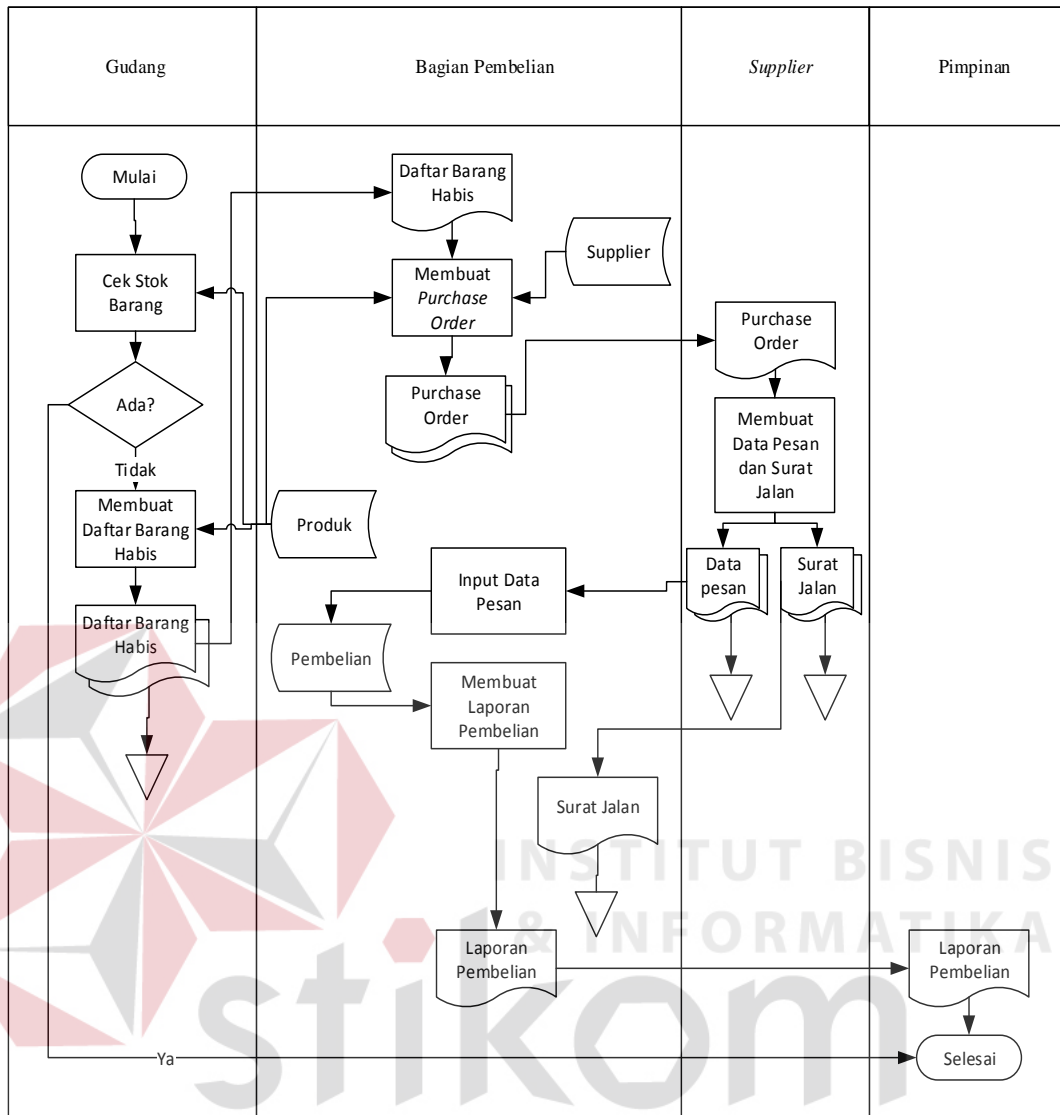 Gudang
Bagian Pembelian
Supplier
Pimpinan
Mulai
Cek Stok
Barang
Ada?
Tidak
Membuat
Daftar Barang
Habis
Daftar Barang
Habis
Daftar Barang
Habis
Supplier
Membuat
Purchase
Order
Purchase
Order
Produk
Input Data
Pesan
Pembelian
Membuat
Laporan
Pembelian
Surat Jalan
Laporan
Pembelian
Purchase
Order
Membuat
Data Pesan
dan Surat
Jalan
Data
pesan
Surat
Jalan
Laporan
Pembelian
Ya
Selesai
INSTITUT BISNIS
& INFORMATIKA
stikom